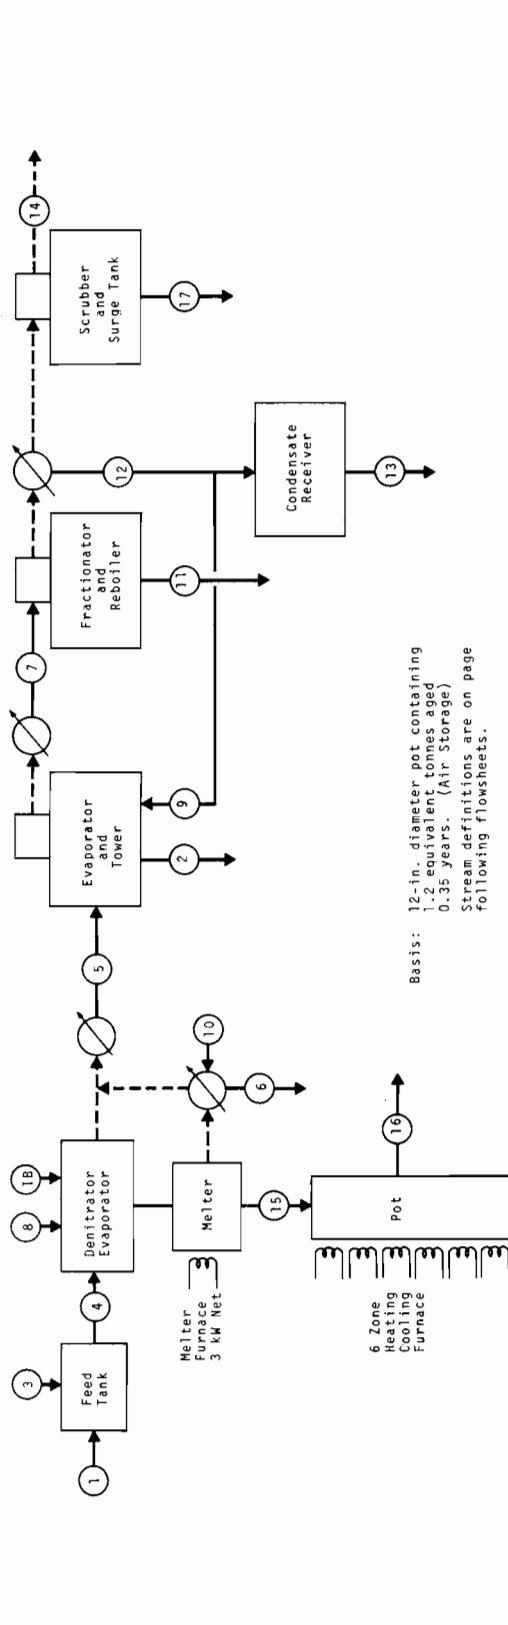 1
3
Feed
Tank
4
8
1B
Denitrator
Evaporator
Melter
Furnace
3 kW Net
Melter
10
6
15
6 Zone
Heating
Cooling
Furnace
Pot
16
5
Evaporator
and
Tower
2
9
7
Fractionator
and
Reboiler
11
12
Condensate
Receiver
13
Scrubber
and
Surge Tank
17
14
Basis: 12-in. diameter pot containing
1.2 equivalent tonnes aged
0.35 years. (Air Storage)
Stream definitions are on page
following flowsheets.